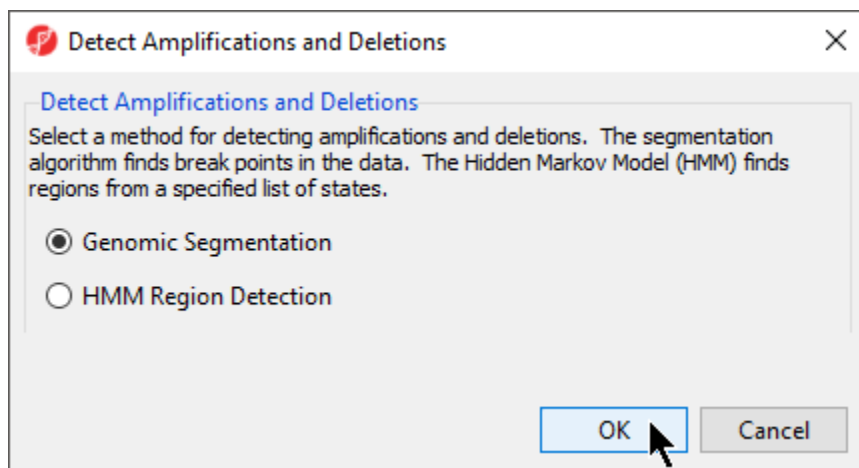 Detect Amplifications and Deletions
Detect Amplifications and Deletions
Select a method for detecting amplifications and deletions.  The segmentation
algorithm finds break points in the data.  The Hidden Markov Model (HMM) finds
regions from a specified list of states.
Genomic Segmentation
HMM Region Detection
OK Cancel